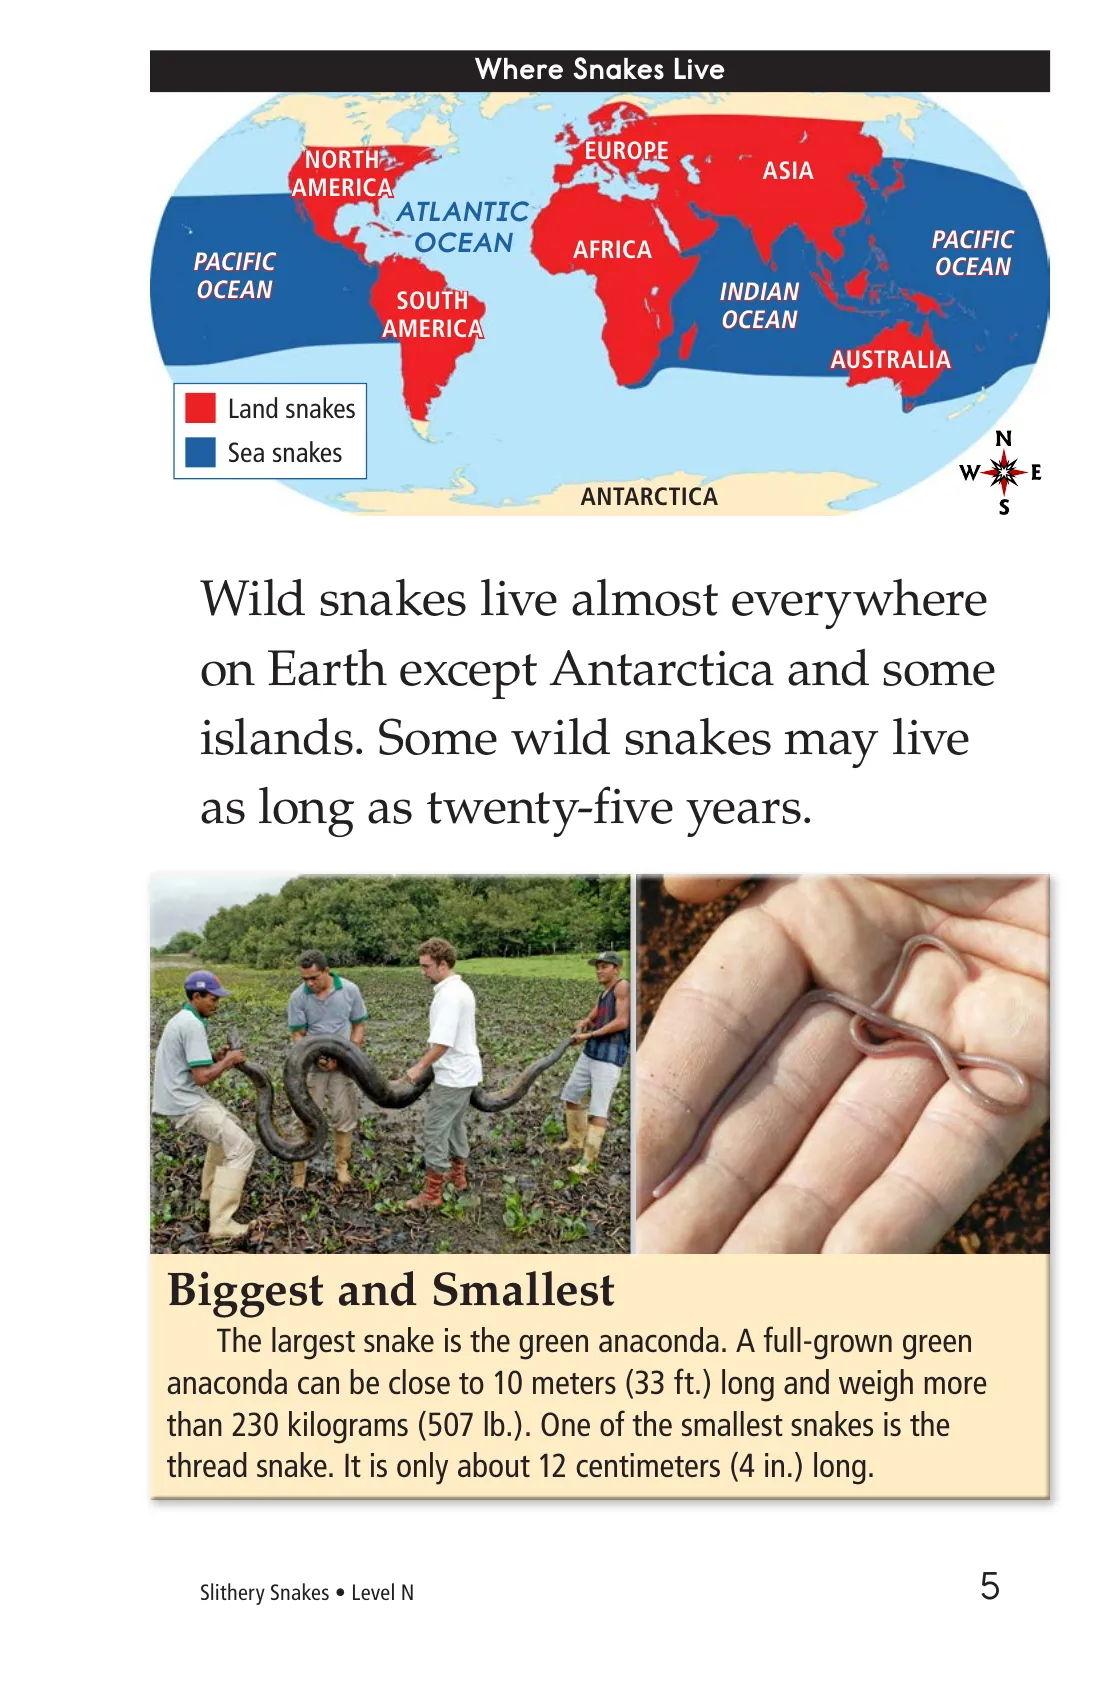 Where Snakes Live
NORTH
AMERICA
EUROPE
ASIA
ATLANTIC
OCEAN
AFRICA
PACIFIC
OCEAN
PACIFIC
OCEAN
INDIAN
OCEAN
SOUTH
AMERICA
AUSTRALIA
Land snakes
Sea snakes
N
W E
S
ANTARCTICA
Wild snakes live almost everywhere
on Earth except Antarctica and some
islands. Some wild snakes may live
as long as twenty-five years.
Biggest and Smallest
The largest snake is the green anaconda. A full-grown green
anaconda can be close to 10 meters (33 ft.) long and weigh more
than 230 kilograms (507 lb.). One of the smallest snakes is the
thread snake. It is only about 12 centimeters (4 in.) long.
Slithery Snakes • Level N
5